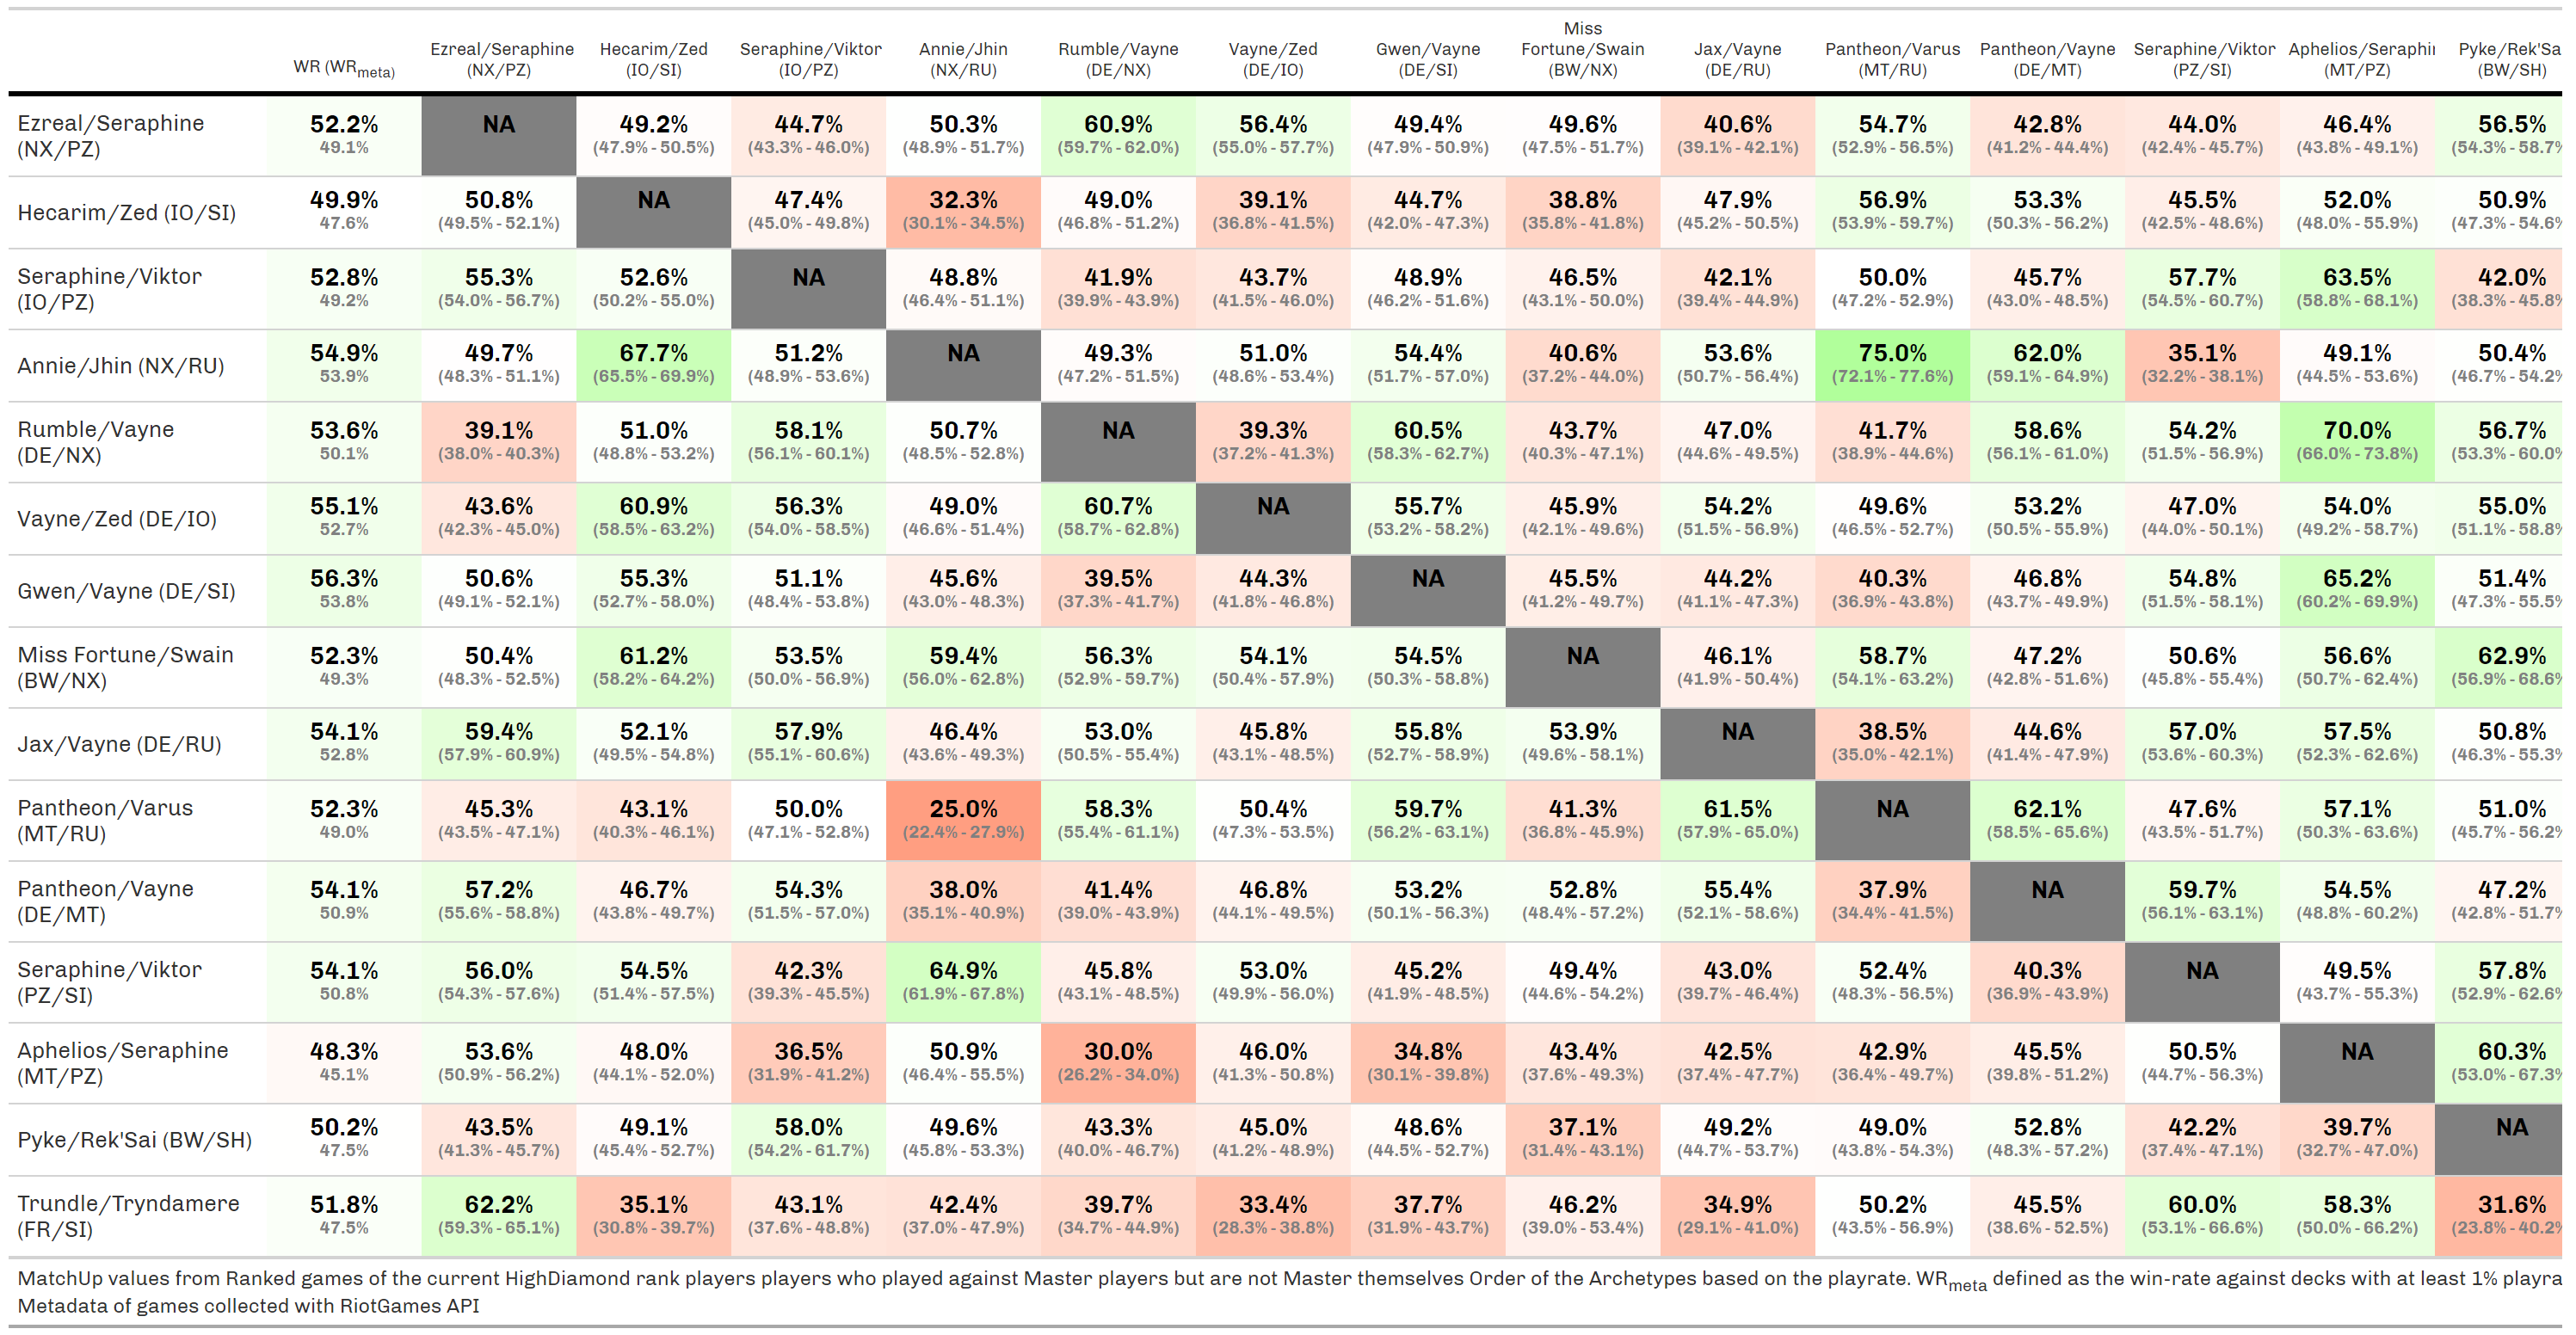 Miss
Ezreal/Seraphine Hecarim/Zed Seraphine/Viktor Annie/Jhin Rumble/Vayne Vayne/Zed Gwen/Vayne Fortune/Swain Jax/Vayne Pantheon/Varus Pantheon/Vayne Seraphine/Viktor Aphelios/Seraphi Pyke/Rek'Sa
WR (WRmeta) (NX/PZ) (IO/SI) (IO/PZ) (NX/RU) (DE/NX) (DE/IO) (DE/SI) (BW/NX) (DE/RU) (MT/RU) (DE/MT) (PZ/SI) (MT/PZ) (BW/SH)
Ezreal/Seraphine 52.2% NA 49.2% 44.7% 50.3% 60.9% 56.4% 49.4% 49.6% 40.6% 54.7% 42.8% 44.0% 46.4% 56.5%
(NX/PZ) 49.1% (47.9% - 50.5%) (43.3% - 46.0%) (48.9% - 51.7%) (59.7% - 62.0%) (55.0% - 57.7%) (47.9% - 50.9%) (47.5% - 51.7%) (39.1% - 42.1%) (52.9% - 56.5%) (41.2% - 44.4%) (42.4% - 45.7%) (43.8% - 49.1%) (54.3% - 58.7%
Hecarim/Zed (IO/SI) 49.9% 50.8% NA 47.4% 32.3% 49.0% 39.1% 44.7% 38.8% 47.9% 56.9% 53.3% 45.5% 52.0% 50.9%
47.6% (49.5% - 52.1%) (45.0% - 49.8%) (30.1% - 34.5%) (46.8% - 51.2%) (36.8% - 41.5%) (42.0% - 47.3%) (35.8% - 41.8%) (45.2% - 50.5%) (53.9% - 59.7%) (50.3% - 56.2%) (42.5% - 48.6%) (48.0% - 55.9%) (47.3% - 54.6%
Seraphine/Viktor 52.8% 55.3% 52.6% NA 48.8% 41.9% 43.7% 48.9% 46.5% 42.1% 50.0% 45.7% 57.7% 63.5% 42.0%
(IO/PZ) 49.2% (54.0% - 56.7%) (50.2% - 55.0%) (46.4% - 51.1%) (39.9% - 43.9%) (41.5% - 46.0%) (46.2% - 51.6%) (43.1% - 50.0%) (39.4% - 44.9%) (47.2% - 52.9%) (43.0% - 48.5%) (54.5% - 60.7%) (58.8% - 68.1%) (38.3% - 45.8%
Annie/Jhin (NX/RU) 54.9% 49.7% 67.7% 51.2% NA 49.3% 51.0% 54.4% 40.6% 53.6% 75.0% 62.0% 35.1% 49.1% 50.4%
53.9% (48.3% - 51.1%) (65.5% - 69.9%) (48.9% - 53.6%) (47.2% - 51.5%) (48.6% - 53.4%) (51.7% - 57.0%) (37.2% - 44.0%) (50.7% - 56.4%) (72.1% - 77.6%) (59.1% - 64.9%) (32.2% - 38.1%) (44.5% - 53.6%) (46.7% - 54.2%
Rumble/Vayne 53.6% 39.1% 51.0% 58.1% 50.7% NA 39.3% 60.5% 43.7% 47.0% 41.7% 58.6% 54.2% 70.0% 56.7%
(DE/NX) 50.1% (38.0% - 40.3%) (48.8% - 53.2%) (56.1% - 60.1%) (48.5% - 52.8%) (37.2% - 41.3%) (58.3% - 62.7%) (40.3% - 47.1%) (44.6% - 49.5%) (38.9% - 44.6%) (56.1% - 61.0%) (51.5% - 56.9%) (66.0% - 73.8%) (53.3% - 60.0%
Vayne/Zed (DE/IO) 55.1% 43.6% 60.9% 56.3% 49.0% 60.7% NA 55.7% 45.9% 54.2% 49.6% 53.2% 47.0% 54.0% 55.0%
52.7% (42.3% - 45.0%) (58.5% - 63.2%) (54.0% - 58.5%) (46.6% - 51.4%) (58.7% - 62.8%) (53.2% - 58.2%) (42.1% - 49.6%) (51.5% - 56.9%) (46.5% - 52.7%) (50.5% - 55.9%) (44.0% - 50.1%) (49.2% - 58.7%) (51.1% - 58.8%
Gwen/Vayne (DE/SI) 56.3% 50.6% 55.3% 51.1% 45.6% 39.5% 44.3% NA 45.5% 44.2% 40.3% 46.8% 54.8% 65.2% 51.4%
53.8% (49.1% - 52.1%) (52.7% - 58.0%) (48.4% - 53.8%) (43.0% - 48.3%) (37.3% - 41.7%) (41.8% - 46.8%) (41.2% - 49.7%) (41.1% - 47.3%) (36.9% - 43.8%) (43.7% - 49.9%) (51.5% - 58.1%) (60.2% - 69.9%) (47.3% - 55.5%
Miss Fortune/Swain 52.3% 50.4% 61.2% 53.5% 59.4% 56.3% 54.1% 54.5% NA 46.1% 58.7% 47.2% 50.6% 56.6% 62.9%
(BW/NX) 49.3% (48.3% - 52.5%) (58.2% - 64.2%) (50.0% - 56.9%) (56.0% - 62.8%) (52.9% - 59.7%) (50.4% - 57.9%) (50.3% - 58.8%) (41.9% - 50.4%) (54.1% - 63.2%) (42.8% - 51.6%) (45.8% - 55.4%) (50.7% - 62.4%) (56.9% - 68.6%
Jax/Vayne (DE/RU) 54.1% 59.4% 52.1% 57.9% 46.4% 53.0% 45.8% 55.8% 53.9% NA 38.5% 44.6% 57.0% 57.5% 50.8%
52.8% (57.9% - 60.9%) (49.5% - 54.8%) (55.1% - 60.6%) (43.6% - 49.3%) (50.5% - 55.4%) (43.1% - 48.5%) (52.7% - 58.9%) (49.6% - 58.1%) (35.0% - 42.1%) (41.4% - 47.9%) (53.6% - 60.3%) (52.3% - 62.6%) (46.3% - 55.3%
Pantheon/Varus 52.3% 45.3% 43.1% 50.0% 25.0% 58.3% 50.4% 59.7% 41.3% 61.5% NA 62.1% 47.6% 57.1% 51.0%
(MT/RU) 49.0% (43.5% - 47.1%) (40.3% - 46.1%) (47.1% - 52.8%) (22.4% - 27.9%) (55.4% - 61.1%) (47.3% - 53.5%) (56.2% - 63.1%) (36.8% - 45.9%) (57.9% - 65.0%) (58.5% - 65.6%) (43.5% - 51.7%) (50.3% - 63.6%) (45.7% - 56.2%
Pantheon/Vayne 54.1% 57.2% 46.7% 54.3% 38.0% 41.4% 46.8% 53.2% 52.8% 55.4% 37.9% NA 59.7% 54.5% 47.2%
(DE/MT) 50.9% (55.6% - 58.8%) (43.8% - 49.7%) (51.5% - 57.0%) (35.1% - 40.9%) (39.0% - 43.9%) (44.1% - 49.5%) (50.1% - 56.3%) (48.4% - 57.2%) (52.1% - 58.6%) (34.4% - 41.5%) (56.1% - 63.1%) (48.8% - 60.2%) (42.8% - 51.7%
Seraphine/Viktor 54.1% 56.0% 54.5% 42.3% 64.9% 45.8% 53.0% 45.2% 49.4% 43.0% 52.4% 40.3% NA 49.5% 57.8%
(PZ/SI) 50.8% (54.3% - 57.6%) (51.4% - 57.5%) (39.3% - 45.5%) (61.9% - 67.8%) (43.1% - 48.5%) (49.9% - 56.0%) (41.9% - 48.5%) (44.6% - 54.2%) (39.7% - 46.4%) (48.3% - 56.5%) (36.9% - 43.9%) (43.7% - 55.3%) (52.9% - 62.6%
Aphelios/Seraphine 48.3% 53.6% 48.0% 36.5% 50.9% 30.0% 46.0% 34.8% 43.4% 42.5% 42.9% 45.5% 50.5% NA 60.3%
(MT/PZ) 45.1% (50.9% - 56.2%) (44.1% - 52.0%) (31.9% - 41.2%) (46.4% - 55.5%) (26.2% - 34.0%) (41.3% - 50.8%) (30.1% - 39.8%) (37.6% - 49.3%) (37.4% - 47.7%) (36.4% - 49.7%) (39.8% - 51.2%) (44.7% - 56.3%) (53.0% - 67.3%
Pyke/Rek'Sai (BW/SH) 50.2% 43.5% 49.1% 58.0% 49.6% 43.3% 45.0% 48.6% 37.1% 49.2% 49.0% 52.8% 42.2% 39.7% NA
47.5% (41.3% - 45.7%) (45.4% - 52.7%) (54.2% - 61.7%) (45.8% - 53.3%) (40.0% - 46.7%) (41.2% - 48.9%) (44.5% - 52.7%) (31.4% - 43.1%) (44.7% - 53.7%) (43.8% - 54.3%) (48.3% - 57.2%) (37.4% - 47.1%) (32.7% - 47.0%)
Trundle/Tryndamere 51.8% 62.2% 35.1% 43.1% 42.4% 39.7% 33.4% 37.7% 46.2% 34.9% 50.2% 45.5% 60.0% 58.3% 31.6%
(FR/SI) 47.5% (59.3% - 65.1%) (30.8% - 39.7%) (37.6% - 48.8%) (37.0% - 47.9%) (34.7% - 44.9%) (28.3% - 38.8%) (31.9% - 43.7%) (39.0% - 53.4%) (29.1% - 41.0%) (43.5% - 56.9%) (38.6% - 52.5%) (53.1% - 66.6%) (50.0% - 66.2%) (23.8% - 40.2%
MatchUp values from Ranked games of the current HighDiamond rank players players who played against Master players but are not Master themselves Order of the Archetypes based on the playrate. WRmeta defined as the win-rate against decks with at least 1% playra
Metadata of games collected with RiotGames API